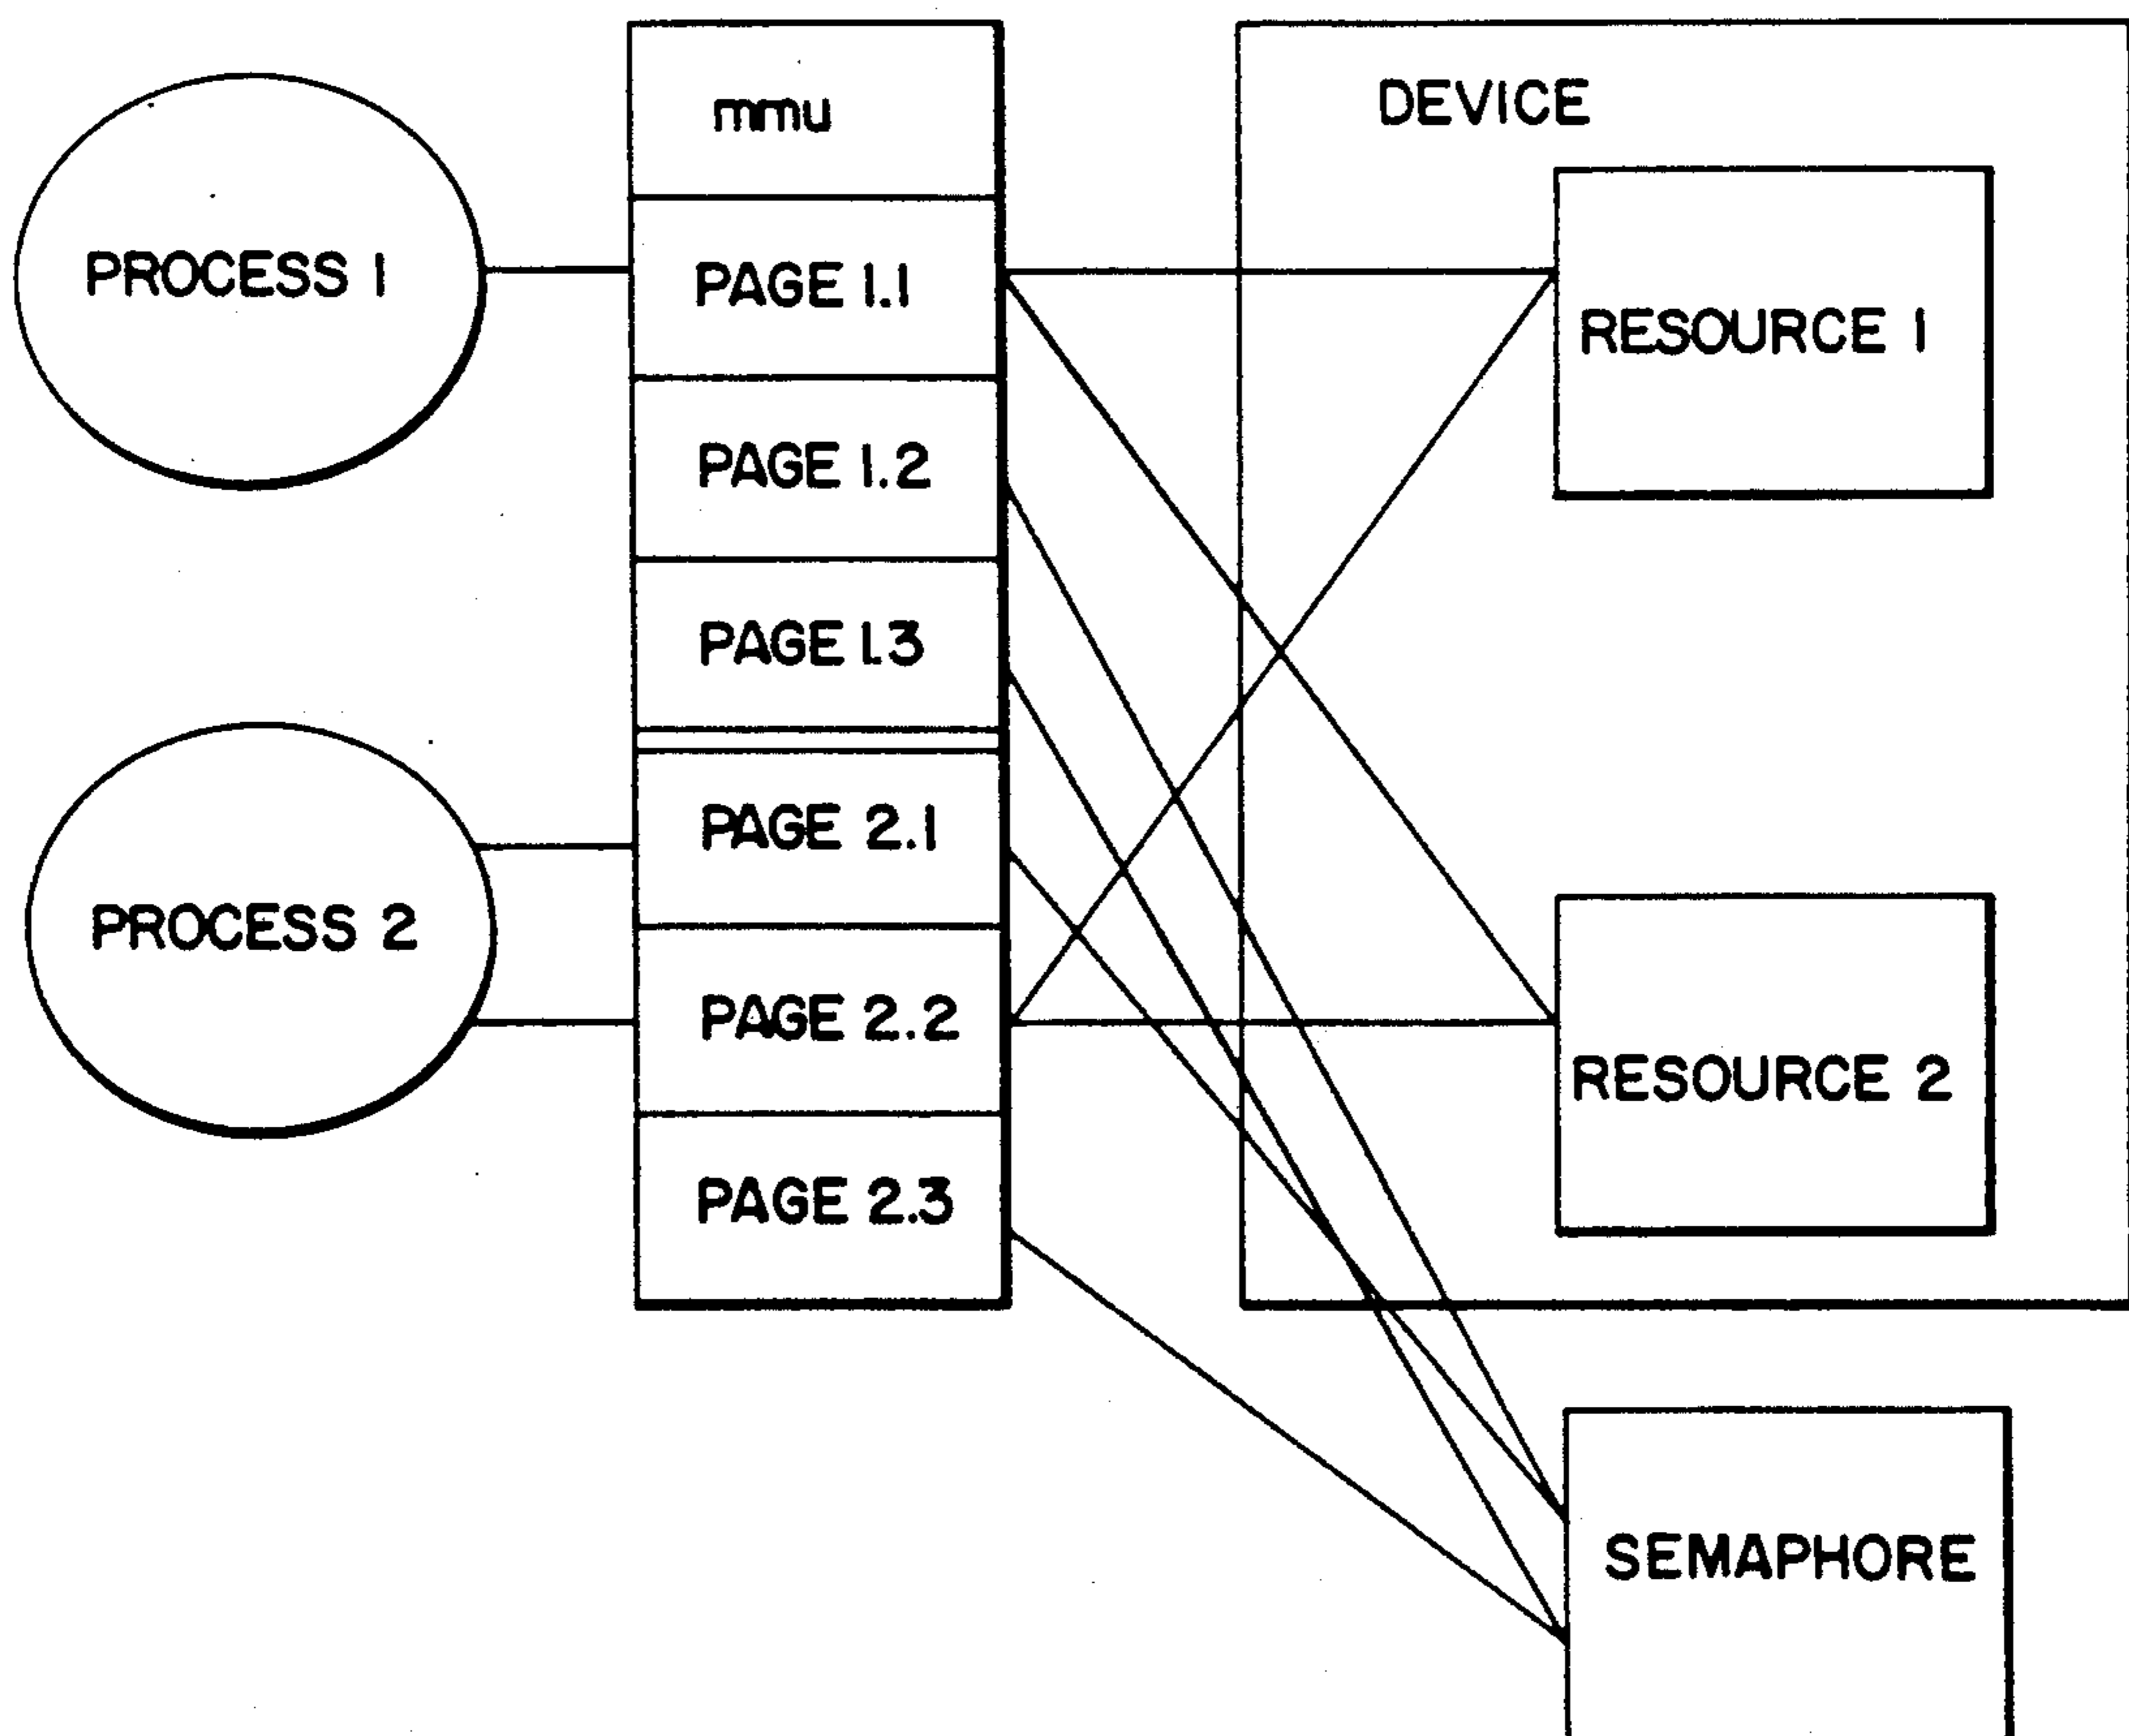 mmu
DEVICE
PROCESS 1
PAGE 1.1
RESOURCE 1
PAGE 1.2
PAGE 1.3
PROCESS 2
PAGE 2.1
PAGE 2.2
RESOURCE 2
PAGE 2.3
SEMAPHORE